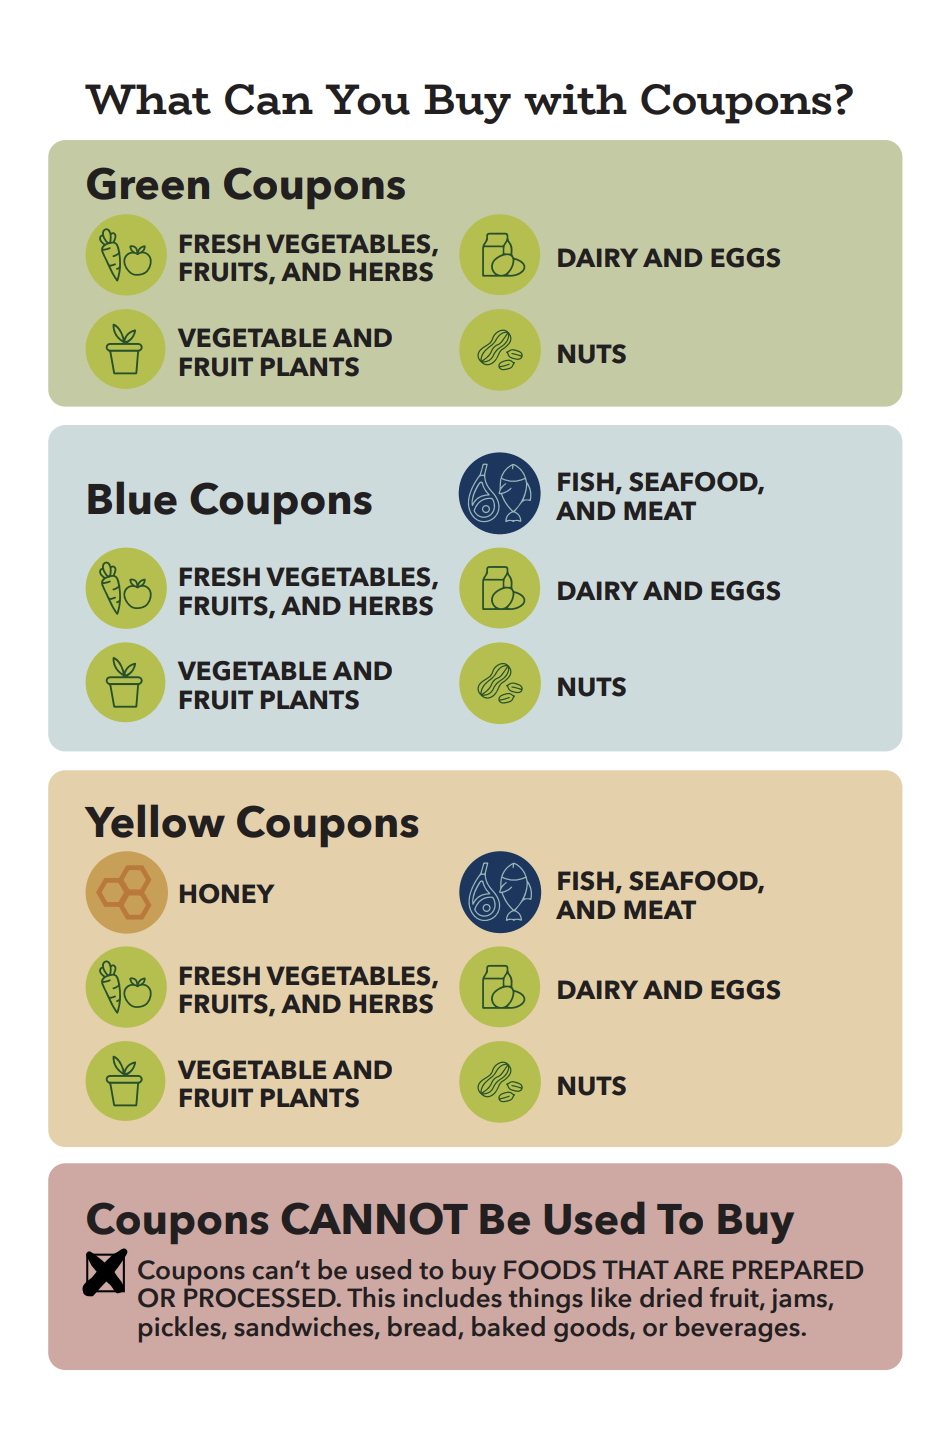 What Can You Buy with Coupons?
Green Coupons
FRESH VEGETABLES,
FRUITS, AND HERBS
DAIRY AND EGGS
VEGETABLE AND
FRUIT PLANTS
NUTS
Blue Coupons
FISH, SEAFOOD,
AND MEAT
FRESH VEGETABLES,
FRUITS, AND HERBS
DAIRY AND EGGS
VEGETABLE AND
FRUIT PLANTS
NUTS
Yellow Coupons
HONEY
FISH, SEAFOOD,
AND MEAT
FRESH VEGETABLES,
FRUITS, AND HERBS
DAIRY AND EGGS
VEGETABLE AND
FRUIT PLANTS
NUTS
Coupons CANNOT Be Used To Buy
Coupons can't be used to buy FOODS THAT ARE PREPARED
OR PROCESSED. This includes things like dried fruit, jams,
pickles, sandwiches, bread, baked goods, or beverages.